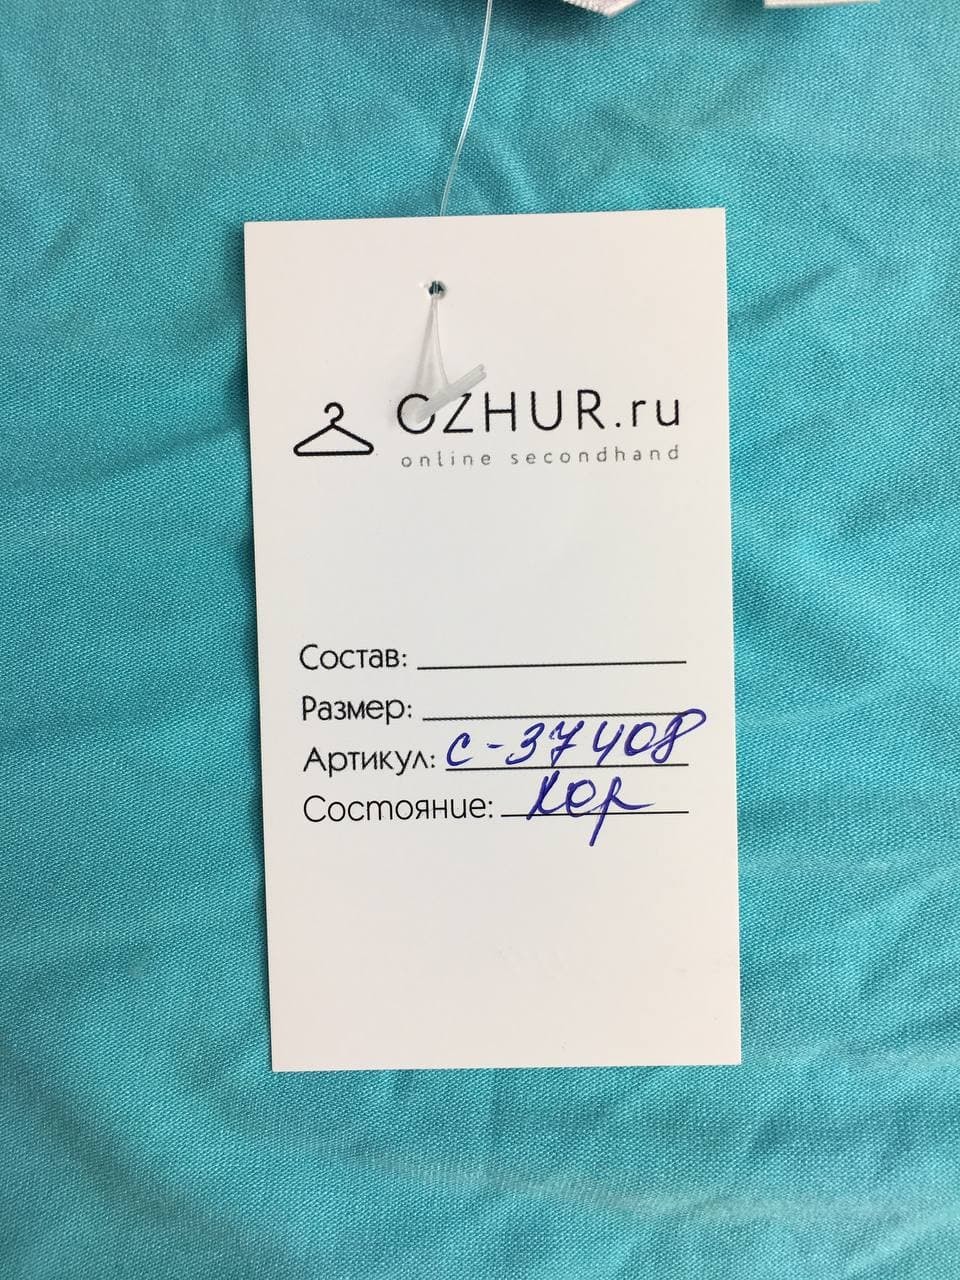 OZHUR.ru
online secondhand
Состав:
Размер:
Артикул: С-37408
Состояние: Хор